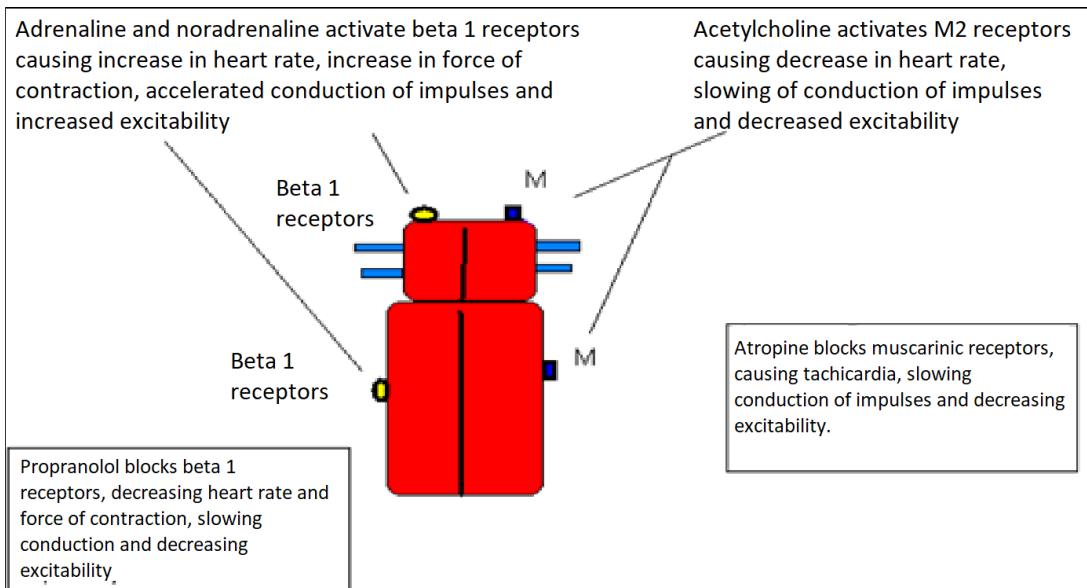 Adrenaline and noradrenaline activate beta 1 receptors
causing increase in heart rate, increase in force of
contraction, accelerated conduction of impulses and
increased excitability
Acetylcholine activates M2 receptors
causing decrease in heart rate,
slowing of conduction of impulses
and decreased excitability
Beta 1
receptors
M
Beta 1
receptors
M
Atropine blocks muscarinic receptors,
causing tachicardia, slowing
conduction of impulses and decreasing
excitability.
Propranolol blocks beta 1
receptors, decreasing heart rate and
force of contraction, slowing
conduction and decreasing
excitability